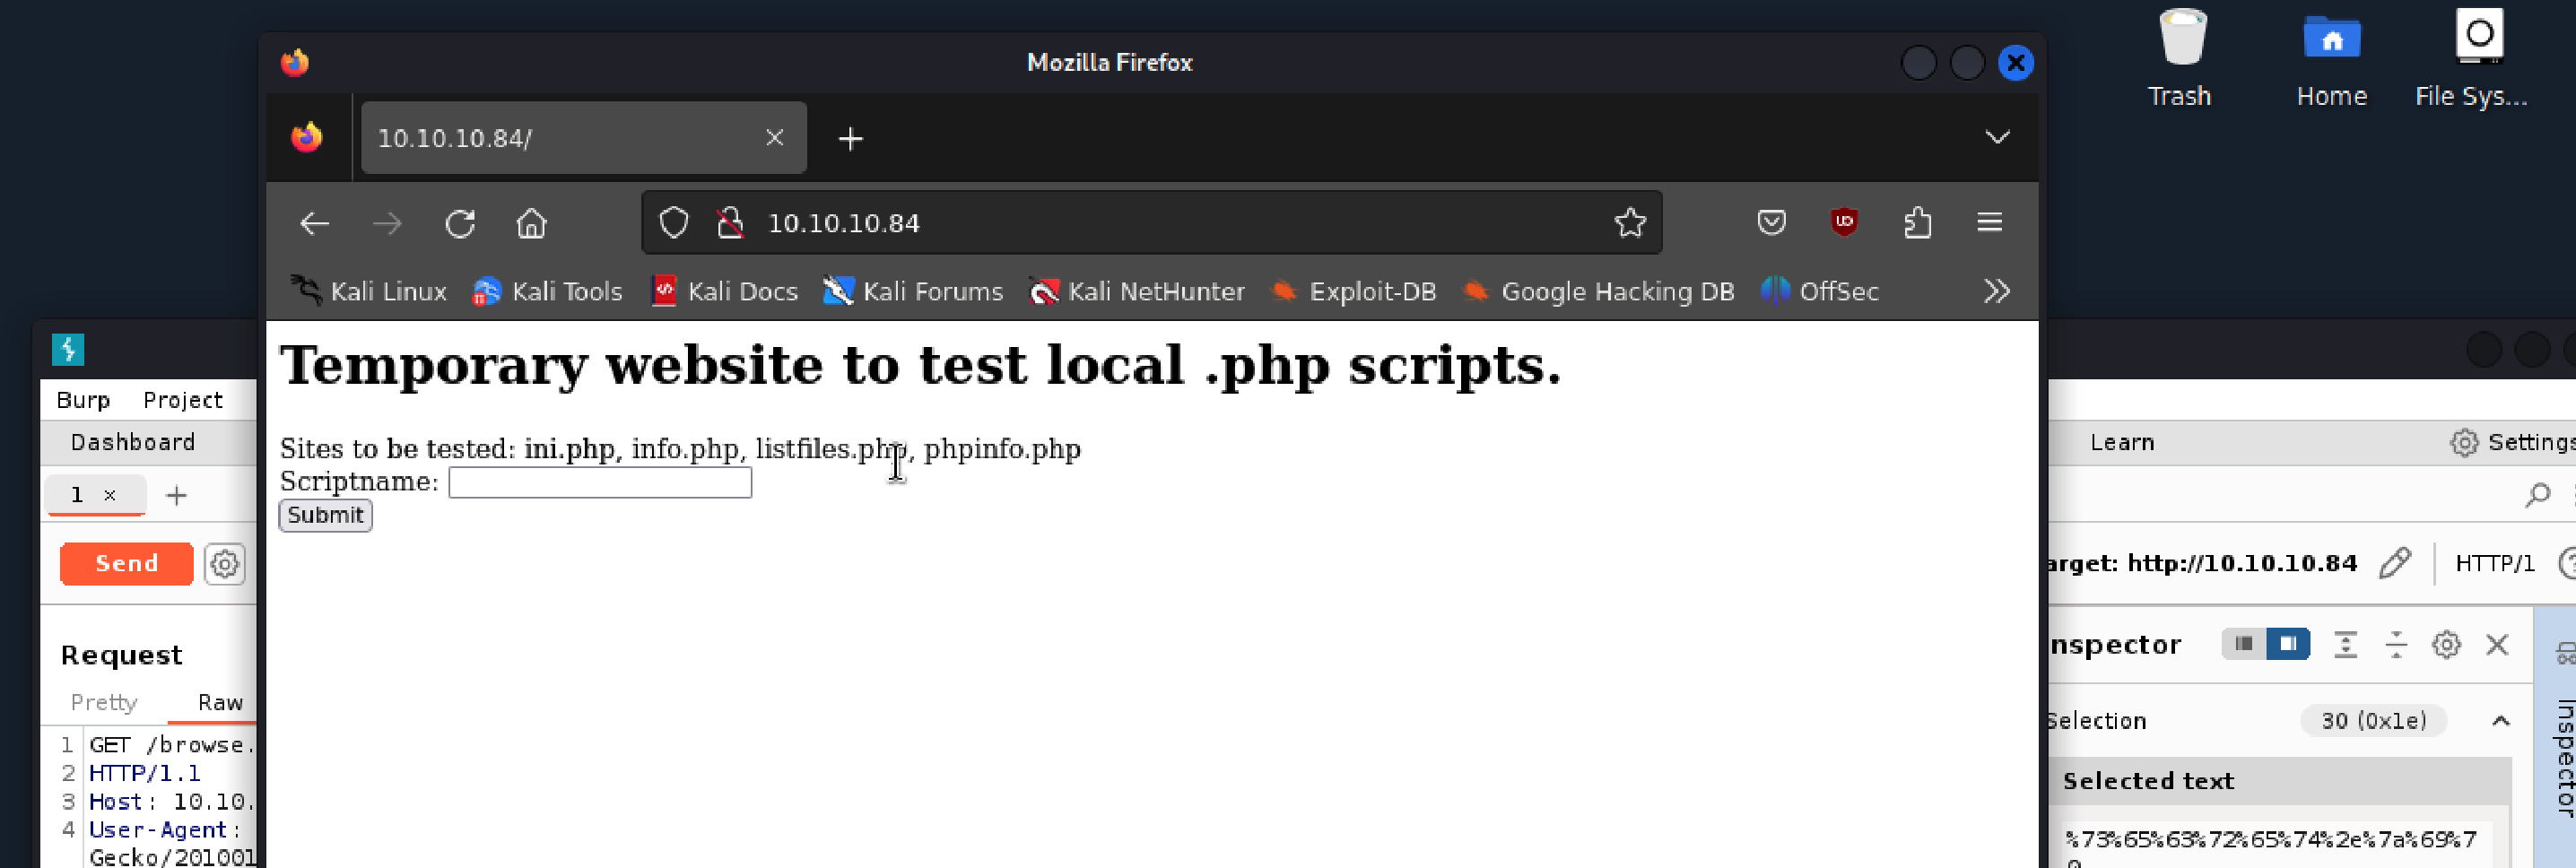 Mozilla Firefox
Trash
Home
File Sys...
10.10.10.84/
10.10.10.84
Kali Linux
Kali Tools
Kali Docs
Kali Forums
Kali NetHunter
Exploit-DB
Google Hacking DB
OffSec
Temporary website to test local .php scripts.
Sites to be tested: ini.php, info.php, listfiles.php, phpinfo.php
Scriptname:
Submit
Burp Project
Dashboard
Learn
Settings
1
Send
arget: http://10.10.10.84
HTTP/1
Request
Pretty Raw
1 GET /browse.
2 HTTP/1.1
3 Host: 10.10.
4 User-Agent:
Gecko/201001
nspector
Selection
30 (0x1e)
Selected text
%73%65%63%72%65%74%2e%7a%69%7
Inspector